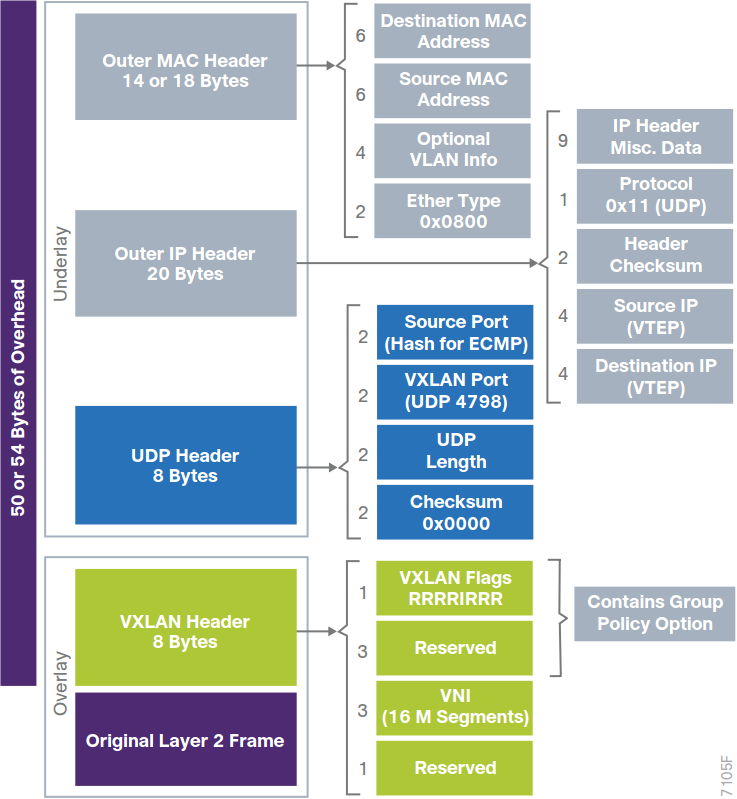 50 or 54 Bytes of Overhead
Underlay
Outer MAC Header
14 or 18 Bytes
6
Destination MAC
Address
6
Source MAC
Address
4
Optional
VLAN Info
2
Ether Type
0x0800
Outer IP Header
20 Bytes
9
IP Header
Misc. Data
1
Protocol
0x11 (UDP)
2
Header
Checksum
4
Source IP
(VTEP)
4
Destination IP
(VTEP)
UDP Header
8 Bytes
2
Source Port
(Hash for ECMP)
2
VXLAN Port
(UDP 4798)
2
UDP
Length
2
Checksum
0x0000
Overlay
VXLAN Header
8 Bytes
1
VXLAN Flags
RRRRIRRR
3
Reserved
Contains Group
Policy Option
3
VNI
(16 M Segments)
1
Reserved
Original Layer 2 Frame
7105F